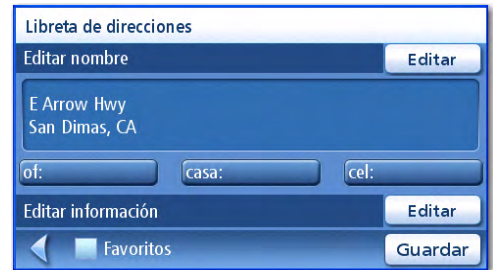 Libreta de direcciones
Editar nombre Editar
E Arrow Hwy
San Dimas, CA
of: casa: cel:
Editar información Editar
Favoritos Guardar